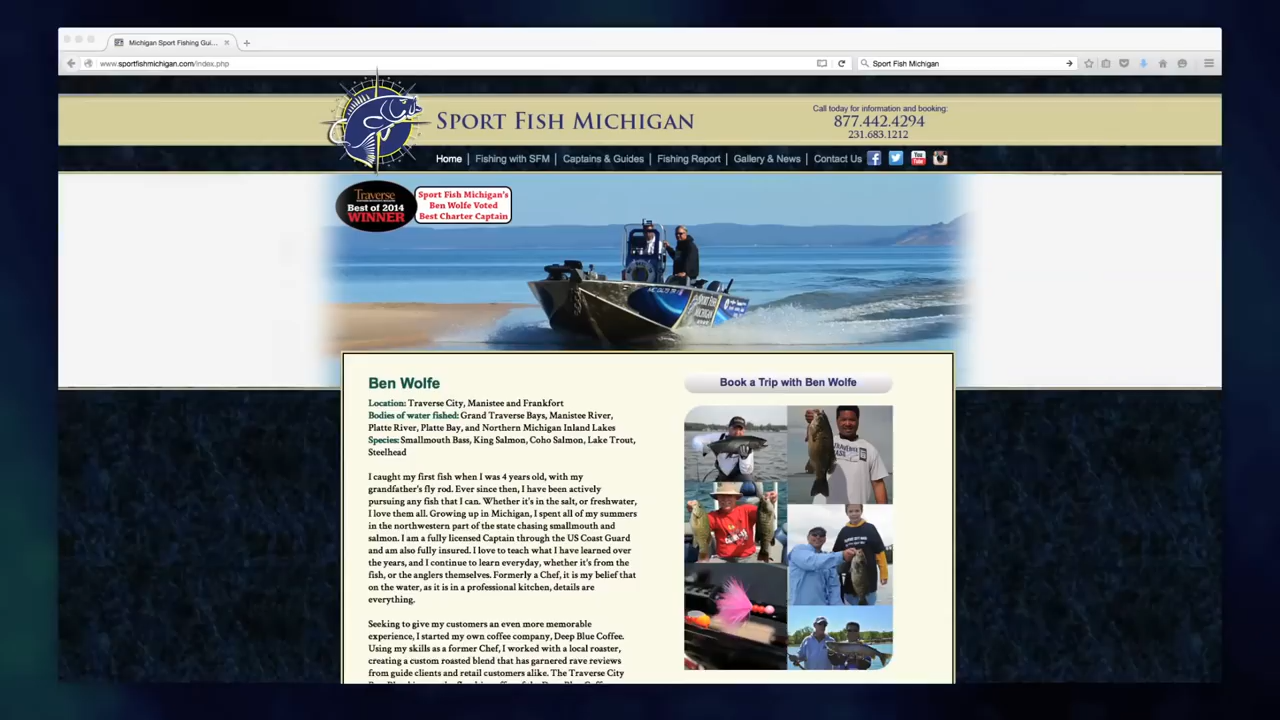 Michigan Sport Fishing Gui...
www.sportfishmichigan.com/index.php
Sport Fish Michigan
SPORT FISH MICHIGAN
Call today for information and booking:
877.442.4294
231.683.1212
Home | Fishing with SFM | Captains & Guides | Fishing Report | Gallery & News | Contact Us
You
Tube
Traverse
Best of 2014
WINNER
Sport Fish Michigan's
Ben Wolfe Voted
Best Charter Captain
SPORT FISH
MICHIGAN
Ben Wolfe
Location: Traverse City, Manistee and Frankfort
Bodies of water fished: Grand Traverse Bays, Manistee River,
Platte River, Platte Bay, and Northern Michigan Inland Lakes
Species: Smallmouth Bass, King Salmon, Coho Salmon, Lake Trout,
Steelhead
I caught my first fish when I was 4 years old, with my
grandfather's fly rod. Ever since then, I have been actively
pursuing any fish that I can. Whether it's in the salt, or freshwater,
I love them all. Growing up in Michigan, I spent all of my summers
in the northwestern part of the state chasing smallmouth and
salmon. I am a fully licensed Captain through the US Coast Guard
and am also fully insured. I love to teach what I have learned over
the years, and I continue to learn everyday, whether it's from the
fish, or the anglers themselves. Formerly a Chef, it is my belief that
on the water, as it is in a professional kitchen, details are
everything.
Seeking to give my customers an even more memorable
experience, I started my own coffee company, Deep Blue Coffee.
Using my skills as a former Chef, I worked with a local roaster,
creating a custom roasted blend that has garnered rave reviews
from guide clients and retail customers alike. The Traverse City
Book a Trip with Ben Wolfe